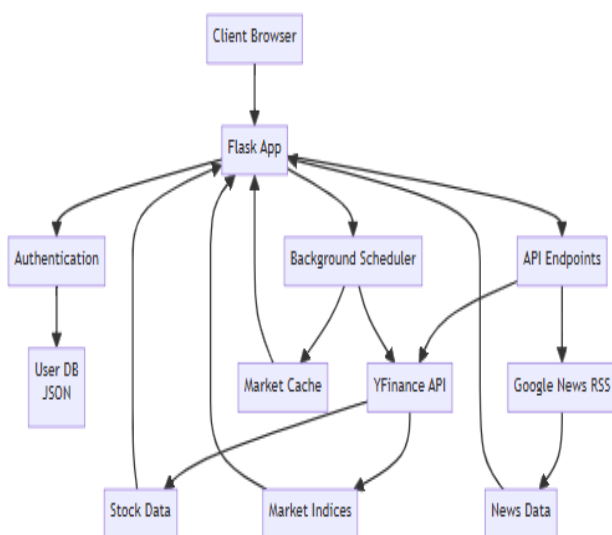 Client Browser
Flask App
Authentication
Background Scheduler
API Endpoints
User DB
JSON
Market Cache
YFinance API
Google News RSS
Stock Data
Market Indices
News Data